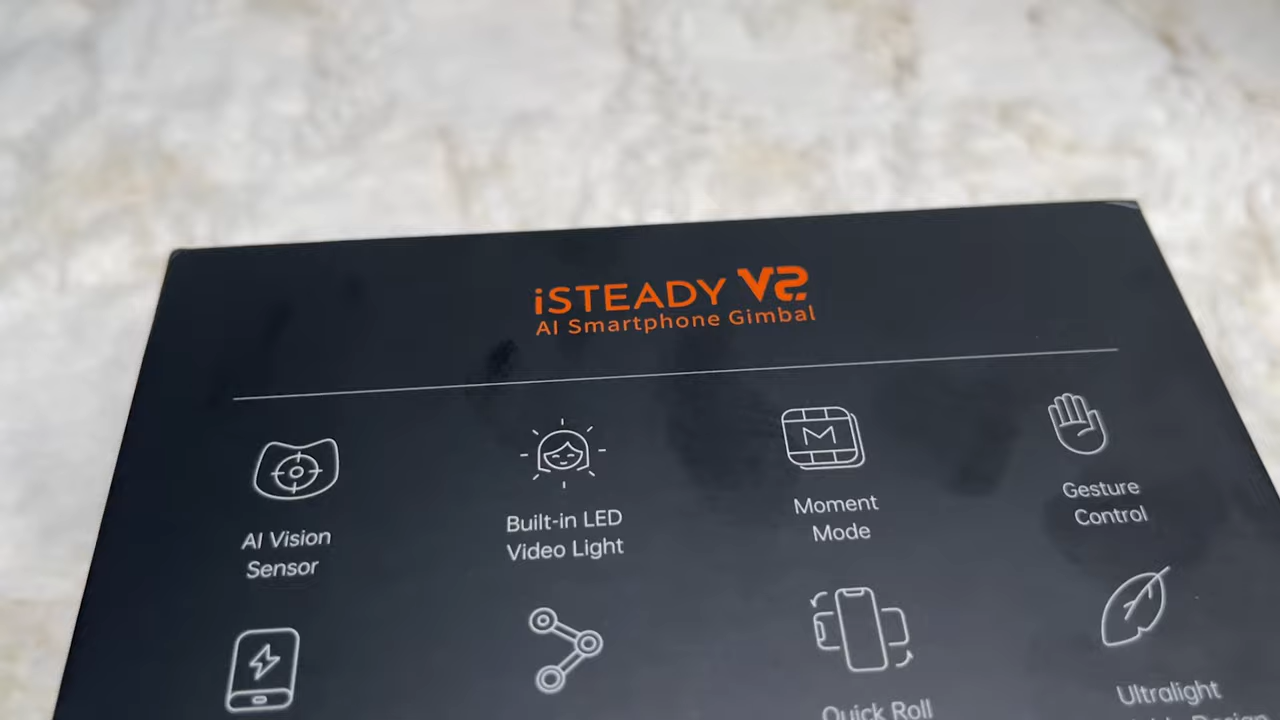 iSTEADY V2
AI Smartphone Gimbal
AI Vision
Sensor
Built-in LED
Video Light
M
Moment
Mode
Gesture
Control
Quick Roll
Ultralight
Design